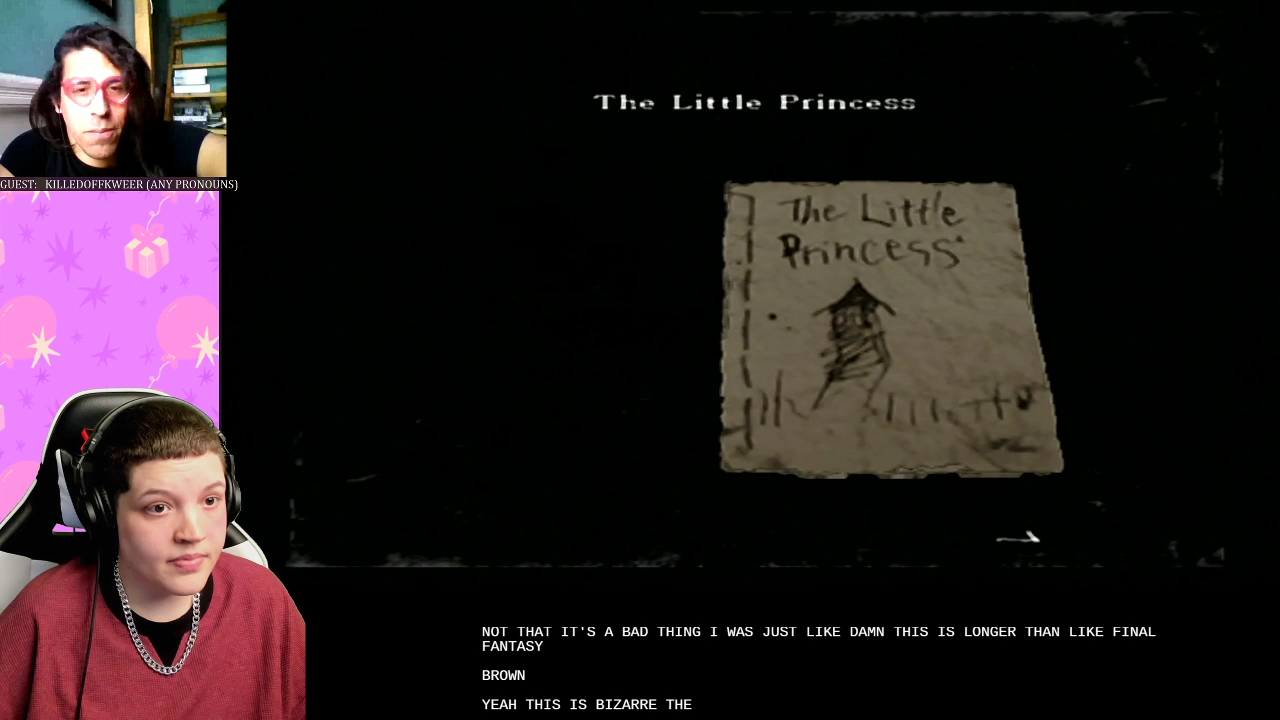 The Little Princess
The Little
Princess
GUEST: KILLEDOFFKWEER (ANY PRONOUNS)
NOT THAT IT'S A BAD THING I WAS JUST LIKE DAMN THIS IS LONGER THAN LIKE FINAL
FANTASY
BROWN
YEAH THIS IS BIZARRE THE